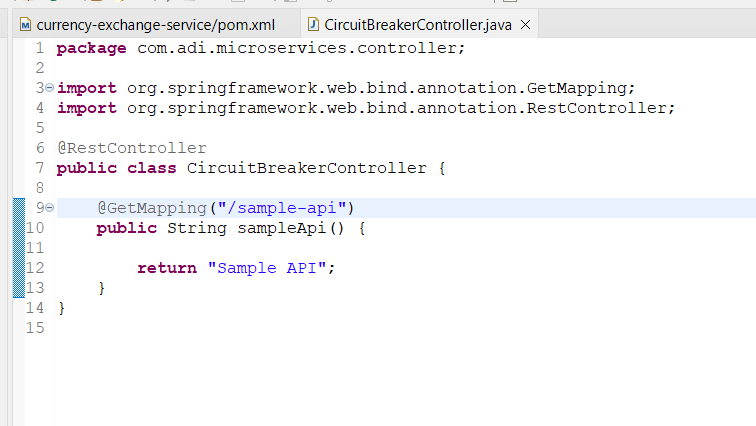 currency-exchange-service/pom.xml CircuitBreakerController.java
1 package com.adi.microservices.controller;
2
3 import org.springframework.web.bind.annotation.GetMapping;
4 import org.springframework.web.bind.annotation.RestController;
5
6 @RestController
7 public class CircuitBreakerController {
8
9 @GetMapping("/sample-api")
10 public String sampleApi() {
11
12 return "Sample API";
13 }
14 }
15